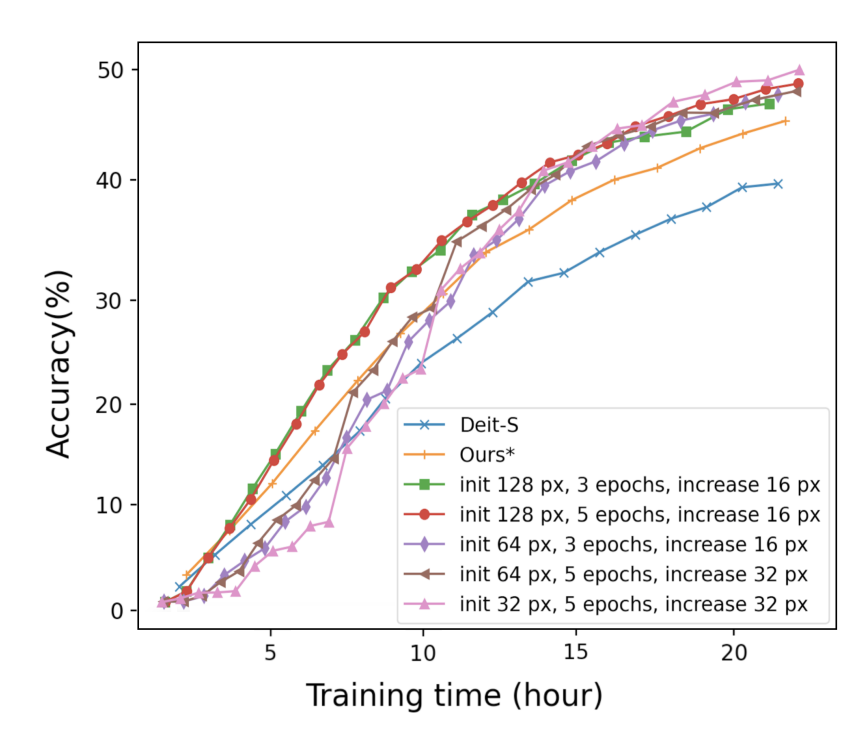 50
40
30
20
10
0
Accuracy(%)
Deit-S
Ours*
init 128 px, 3 epochs, increase 16 px
init 128 px, 5 epochs, increase 16 px
init 64 px, 3 epochs, increase 16 px
init 64 px, 5 epochs, increase 32 px
init 32 px, 5 epochs, increase 32 px
5 10 15 20
Training time (hour)